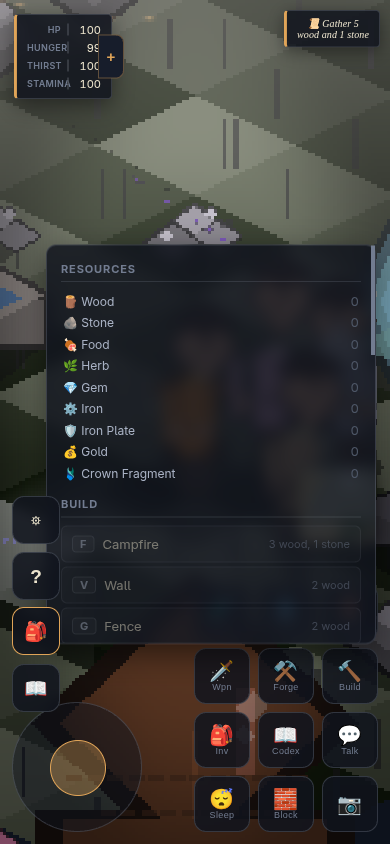 HP 100
HUNGER 99
THIRST 100
STAMINA 100
+
Gather 5
wood and 1 stone
RESOURCES
Wood 0
Stone 0
Food 0
Herb 0
Gem 0
Iron 0
Iron Plate 0
Gold 0
Crown Fragment 0
BUILD
F Campfire 3 wood, 1 stone
V Wall 2 wood
G Fence 2 wood
?
Wpn Forge Build
Inv Codex Talk
Sleep Block